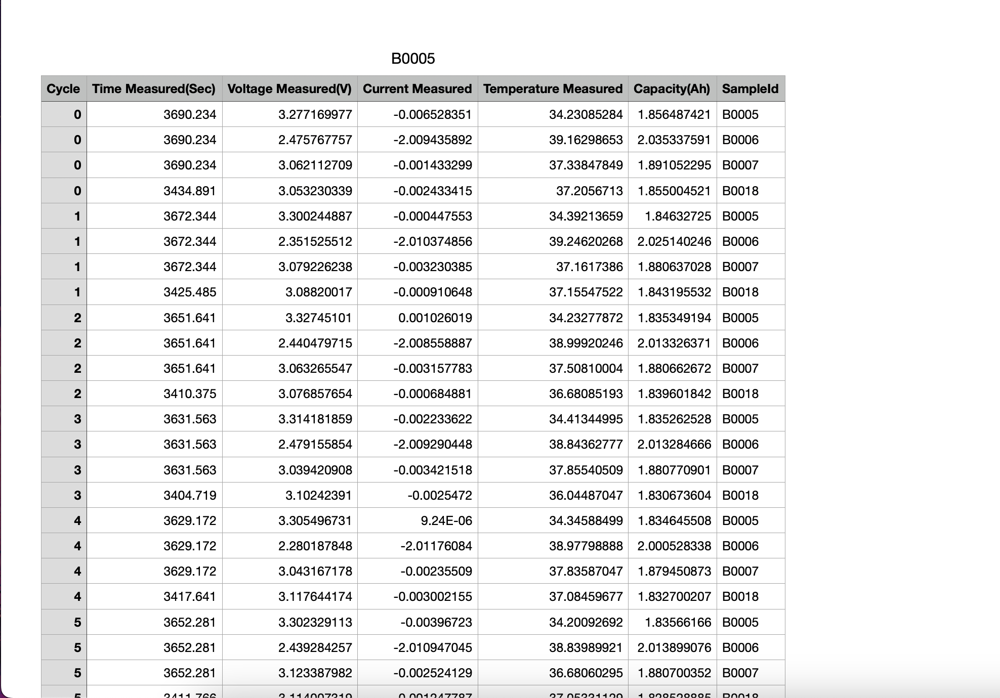 B0005
Cycle Time Measured(Sec) Voltage Measured(V) Current Measured Temperature Measured Capacity(Ah) SampleId
0 3690.234 3.277169977 -0.006528351 34.23085284 1.856487421 B0005
0 3690.234 2.475767757 -2.009435892 39.16298653 2.035337591 B0006
0 3690.234 3.062112709 -0.001433299 37.33847849 1.891052295 B0007
0 3434.891 3.053230339 -0.002433415 37.2056713 1.855004521 B0018
1 3672.344 3.300244887 -0.000447553 34.39213659 1.84632725 B0005
1 3672.344 2.351525512 -2.010374856 39.24620268 2.025140246 B0006
1 3672.344 3.079226238 -0.003230385 37.1617386 1.880637028 B0007
1 3425.485 3.08820017 -0.000910648 37.15547522 1.843195532 B0018
2 3651.641 3.32745101 0.001026019 34.23277872 1.835349194 B0005
2 3651.641 2.440479715 -2.008558887 38.99920246 2.013326371 B0006
2 3651.641 3.063265547 -0.003157783 37.50810004 1.880662672 B0007
2 3410.375 3.076857654 -0.000684881 36.68085193 1.839601842 B0018
3 3631.563 3.314181859 -0.002233622 34.41344995 1.835262528 B0005
3 3631.563 2.479155854 -2.009290448 38.84362777 2.013284666 B0006
3 3631.563 3.039420908 -0.003421518 37.85540509 1.880770901 B0007
3 3404.719 3.10242391 -0.0025472 36.04487047 1.830673604 B0018
4 3629.172 3.305496731 9.24E-06 34.34588499 1.834645508 B0005
4 3629.172 2.280187848 -2.01176084 38.97798888 2.000528338 B0006
4 3629.172 3.043167178 -0.00235509 37.83587047 1.879450873 B0007
4 3417.641 3.117644174 -0.003002155 37.08459677 1.832700207 B0018
5 3652.281 3.302329113 -0.00396723 34.20092692 1.83566166 B0005
5 3652.281 2.439284257 -2.010947045 38.83989921 2.013899076 B0006
5 3652.281 3.123387982 -0.002524129 36.68060295 1.880700352 B0007
5 3411.766 B0018